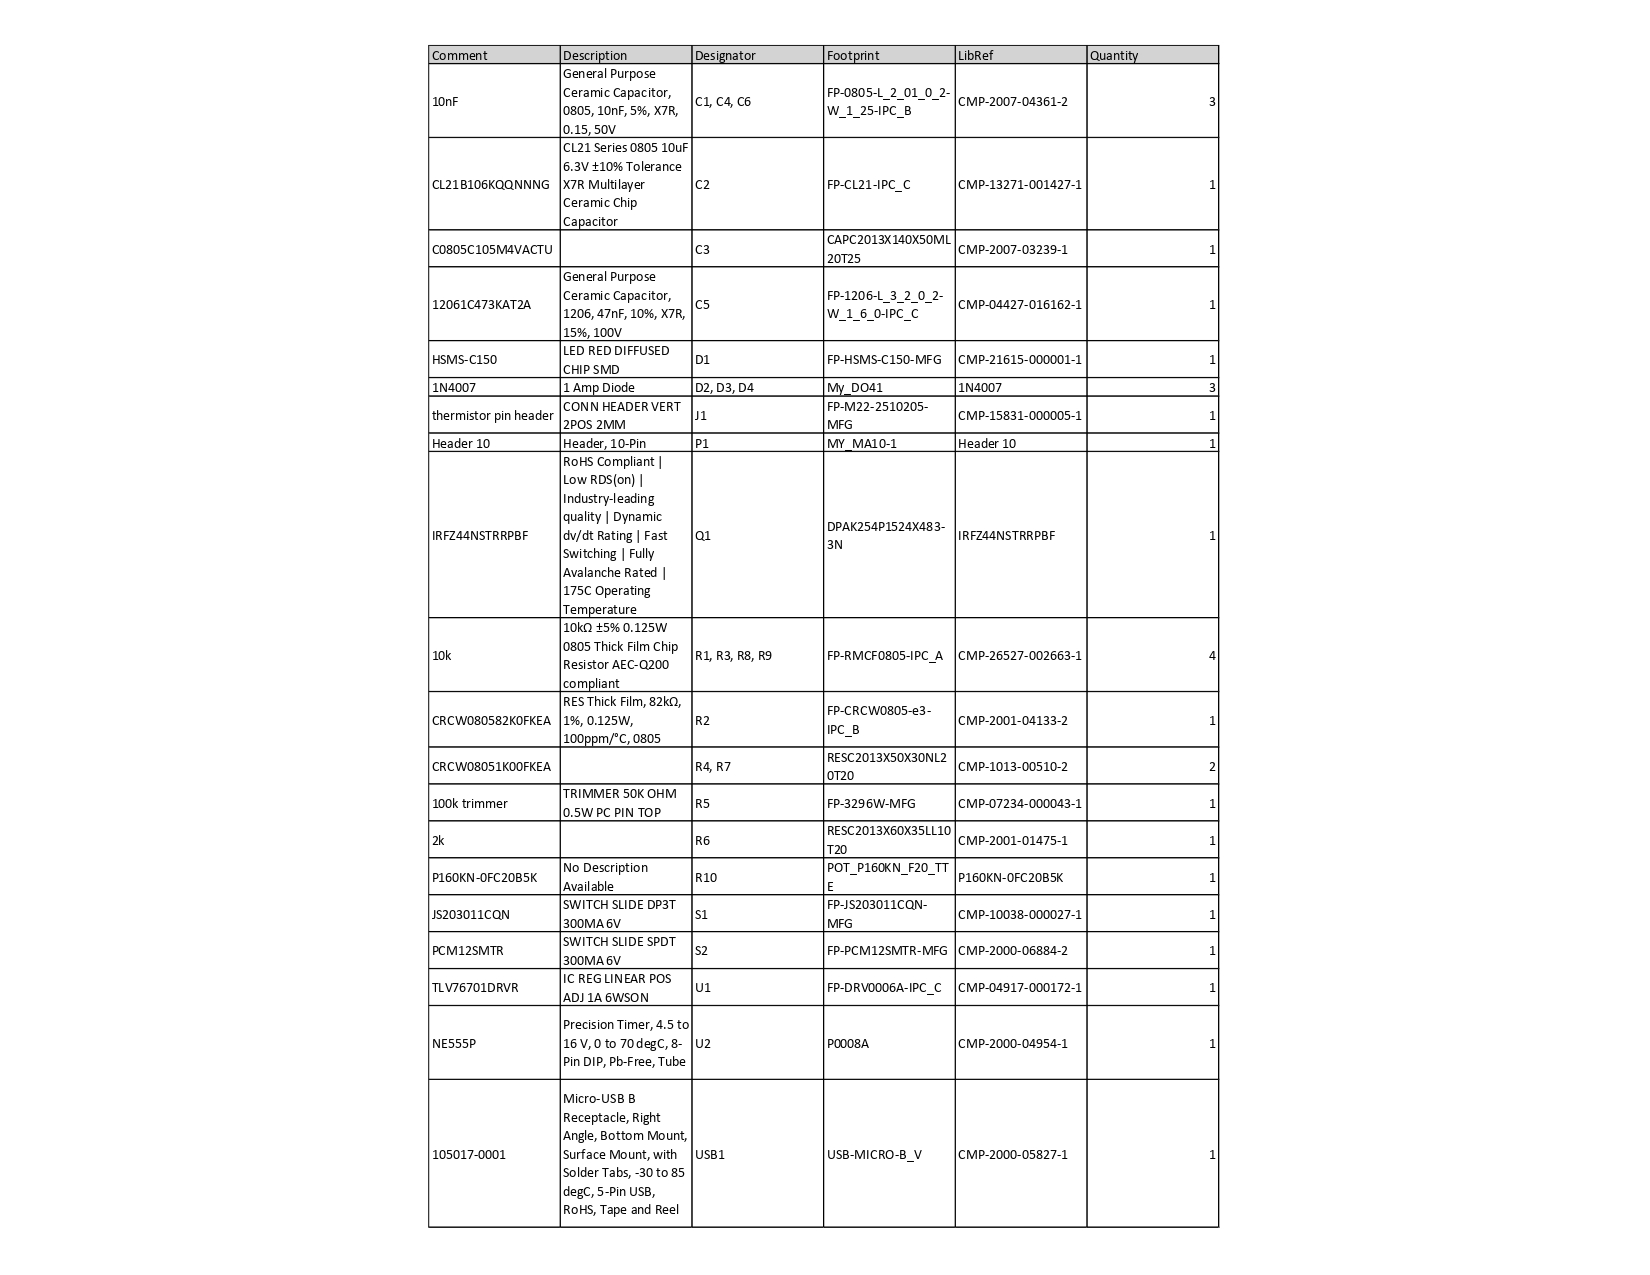 Comment Description Designator Footprint LibRef Quantity
10nF
General Purpose
Ceramic Capacitor,
0805, 10nF, 5%, X7R,
0.15, 50V
C1, C4, C6
FP-0805-L_2_01_0_2-
W_1_25-IPC_B
CMP-2007-04361-2
3
CL21B106KQQNNNG
CL21 Series 0805 10uF
6.3V ±10% Tolerance
X7R Multilayer
Ceramic Chip
Capacitor
C2
FP-CL21-IPC_C
CMP-13271-001427-1
1
C0805C105M4VACTU
C3
CAPC2013X140X50ML
20T25
CMP-2007-03239-1
1
12061C473KAT2A
General Purpose
Ceramic Capacitor,
1206, 47nF, 10%, X7R,
15%, 100V
C5
FP-1206-L_3_2_0_2-
W_1_6_0-IPC_C
CMP-04427-016162-1
1
HSMS-C150
LED RED DIFFUSED
CHIP SMD
D1
FP-HSMS-C150-MFG
CMP-21615-000001-1
1
1N4007
1 Amp Diode
D2, D3, D4
My_DO41
1N4007
3
thermistor pin header
CONN HEADER VERT
2POS 2MM
J1
FP-M22-2510205-
MFG
CMP-15831-000005-1
1
Header 10
Header, 10-Pin
P1
MY_MA10-1
Header 10
1
IRFZ44NSTRRPBF
RoHS Compliant |
Low RDS(on) |
Industry-leading
quality | Dynamic
dv/dt Rating | Fast
Switching | Fully
Avalanche Rated |
175C Operating
Temperature
Q1
DPAK254P1524X483-
3N
IRFZ44NSTRRPBF
1
10k
10kΩ ±5% 0.125W
0805 Thick Film Chip
Resistor AEC-Q200
compliant
R1, R3, R8, R9
FP-RMCF0805-IPC_A
CMP-26527-002663-1
4
CRCW080582K0FKEA
RES Thick Film, 82kΩ,
1%, 0.125W,
100ppm/°C, 0805
R2
FP-CRCW0805-e3-
IPC_B
CMP-2001-04133-2
1
CRCW08051K00FKEA
R4, R7
RESC2013X50X30NL2
0T20
CMP-1013-00510-2
2
100k trimmer
TRIMMER 50K OHM
0.5W PC PIN TOP
R5
FP-3296W-MFG
CMP-07234-000043-1
1
2k
R6
RESC2013X60X35LL10
T20
CMP-2001-01475-1
1
P160KN-0FC20B5K
No Description
Available
R10
POT_P160KN_F20_TT
E
P160KN-0FC20B5K
1
JS203011CQN
SWITCH SLIDE DP3T
300MA 6V
S1
FP-JS203011CQN-
MFG
CMP-10038-000027-1
1
PCM12SMTR
SWITCH SLIDE SPDT
300MA 6V
S2
FP-PCM12SMTR-MFG
CMP-2000-06884-2
1
TLV76701DRVR
IC REG LINEAR POS
ADJ 1A 6WSON
U1
FP-DRV0006A-IPC_C
CMP-04917-000172-1
1
NE555P
Precision Timer, 4.5 to
16 V, 0 to 70 degC, 8-
Pin DIP, Pb-Free, Tube
U2
P0008A
CMP-2000-04954-1
1
105017-0001
Micro-USB B
Receptacle, Right
Angle, Bottom Mount,
Surface Mount, with
Solder Tabs, -30 to 85
degC, 5-Pin USB,
RoHS, Tape and Reel
USB1
USB-MICRO-B_V
CMP-2000-05827-1
1